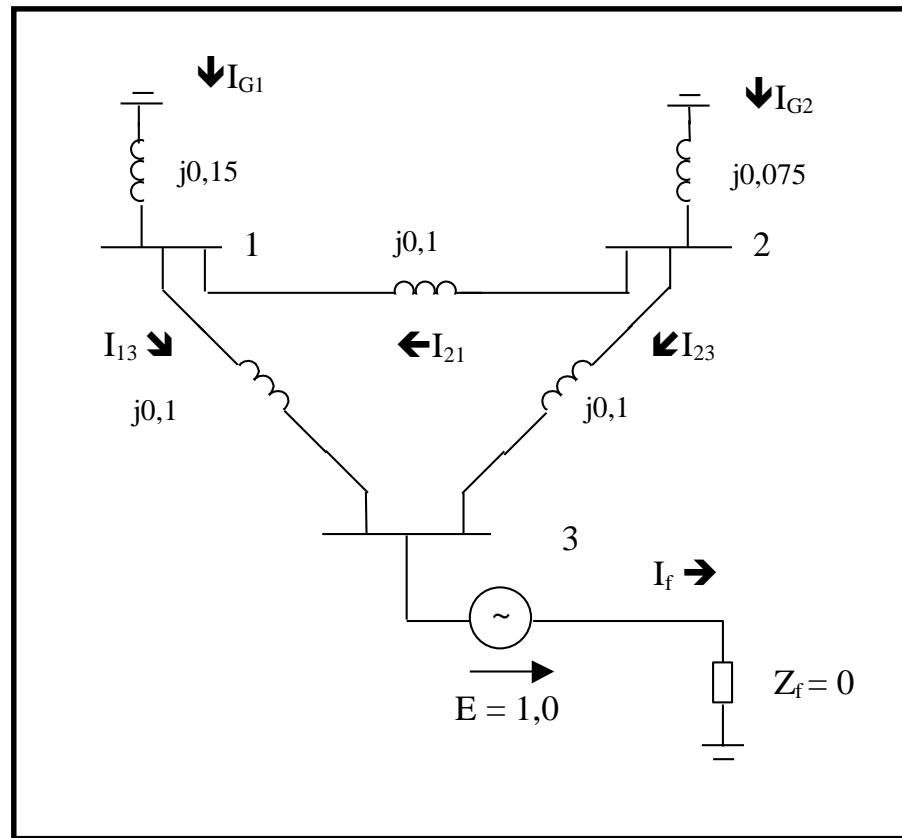 I_G1
I_G2
j0,15
j0,075
1
j0,1
2
I_13
I_21
I_23
j0,1
j0,1
3
I_f
~
Z_f = 0
E = 1,0